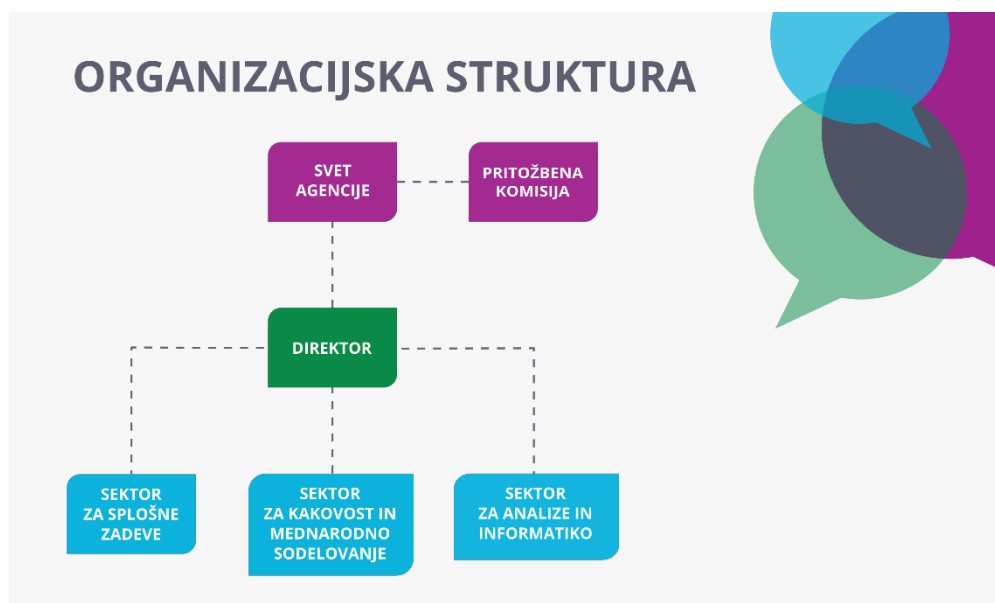 ORGANIZACIJSKA STRUKTURA
SVET
AGENCIJE
PRITOŽBENA
KOMISIJA
DIREKTOR
SEKTOR
ZA SPLOŠNE
ZADEVE
SEKTOR
ZA KAKOVOST IN
MEDNARODNO
SODELOVANJE
SEKTOR
ZA ANALIZE IN
INFORMATIKO